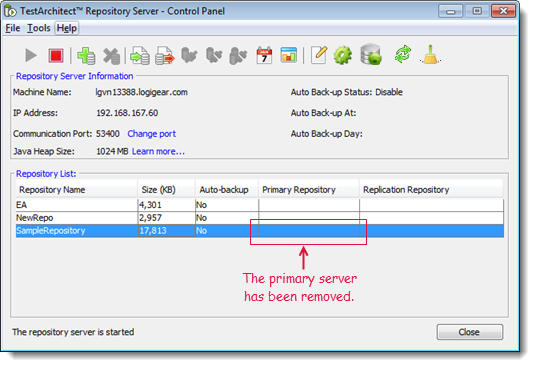 TestArchitect™ Repository Server - Control Panel
File Tools Help
7
Repository Server Information
Machine Name: lgvn13388.logigear.com Auto Back-up Status: Disable
IP Address: 192.168.167.60 Auto Back-up At:
Communication Port: 53400 Change port Auto Back-up Day:
Java Heap Size: 1024 MB Learn more...
Repository List:
Repository Name Size (KB) Auto-backup Primary Repository Replication Repository
EA 4,301 No
NewRepo 2,957 No
SampleRepository 17,813 No
The primary server
has been removed.
The repository server is started Close